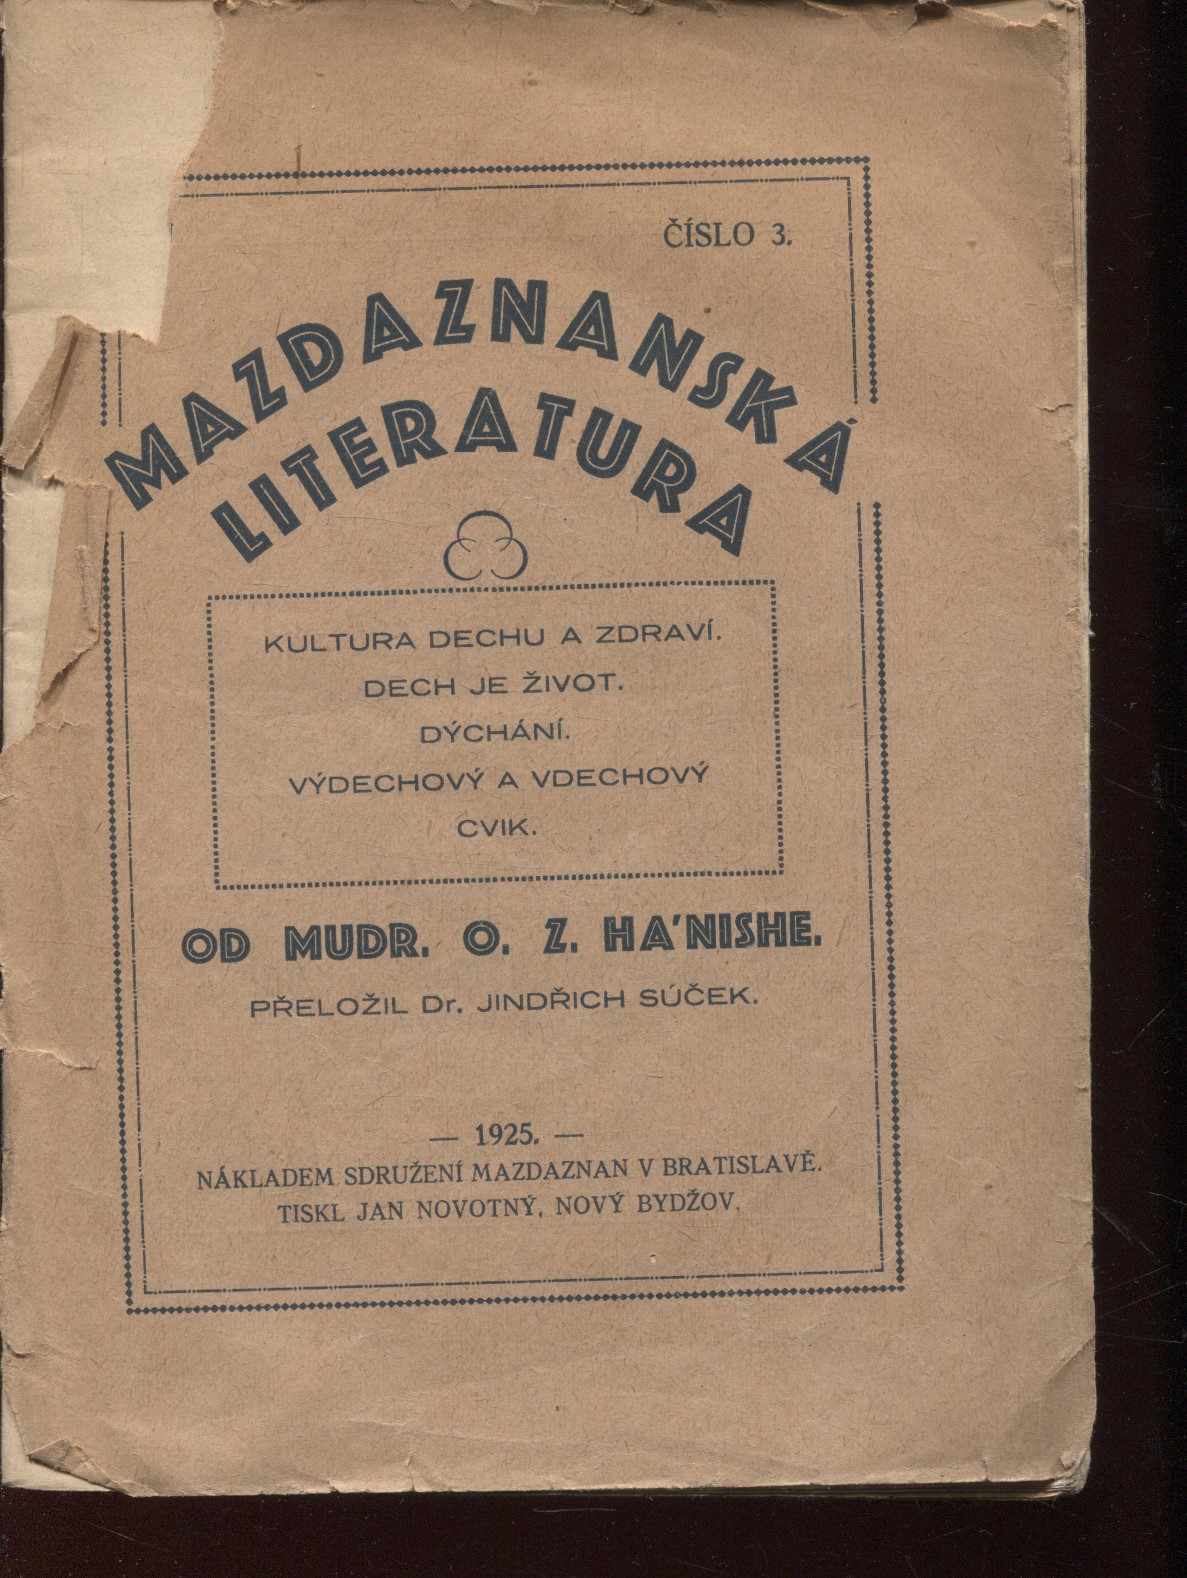 ČÍSLO 3.
MAZDAZNANSKÁ
LITERATURA
KULTURA DECHU A ZDRAVÍ.
DECH JE ŽIVOT.
DÝCHÁNÍ.
VÝDECHOVÝ A VDECHOVÝ
CVIK.
OD MUDR. O. Z. HA'NISHE.
PŘELOŽIL Dr. JINDŘICH SÚČEK.
— 1925. —
NÁKLADEM SDRUŽENÍ MAZDAZNAN V BRATISLAVĚ.
TISKL JAN NOVOTNÝ, NOVÝ BYDŽOV.